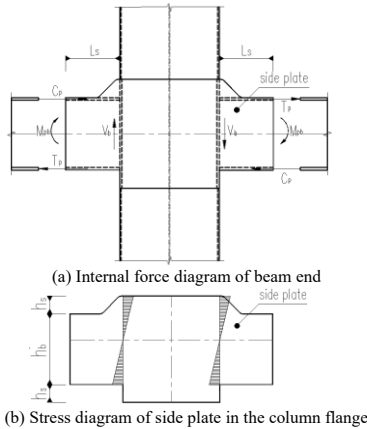 Ls Ls
side plate
Cp Tp
Mpb Vb Vb Mpb
Tp Cp
(a) Internal force diagram of beam end
side plate
hs
hb
hs
(b) Stress diagram of side plate in the column flange